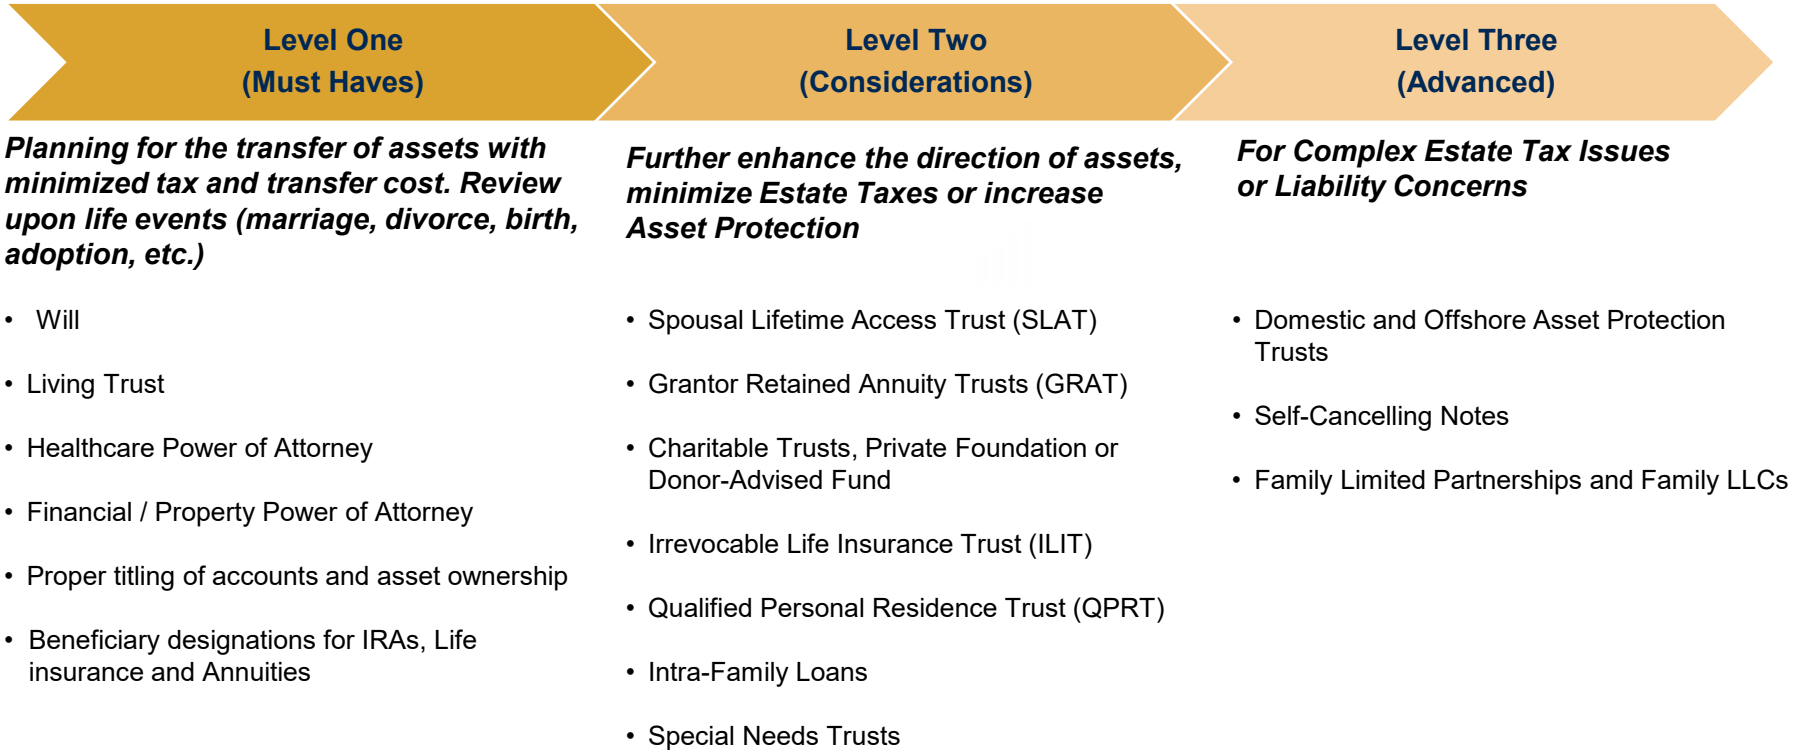 Level One
(Must Haves)
Planning for the transfer of assets with
minimized tax and transfer cost. Review
upon life events (marriage, divorce, birth,
adoption, etc.)
• Will
• Living Trust
• Healthcare Power of Attorney
• Financial / Property Power of Attorney
• Proper titling of accounts and asset ownership
• Beneficiary designations for IRAs, Life
insurance and Annuities
Level Two
(Considerations)
Further enhance the direction of assets,
minimize Estate Taxes or increase
Asset Protection
• Spousal Lifetime Access Trust (SLAT)
• Grantor Retained Annuity Trusts (GRAT)
• Charitable Trusts, Private Foundation or
Donor-Advised Fund
• Irrevocable Life Insurance Trust (ILIT)
• Qualified Personal Residence Trust (QPRT)
• Intra-Family Loans
• Special Needs Trusts
Level Three
(Advanced)
For Complex Estate Tax Issues
or Liability Concerns
• Domestic and Offshore Asset Protection
Trusts
• Self-Cancelling Notes
• Family Limited Partnerships and Family LLCs